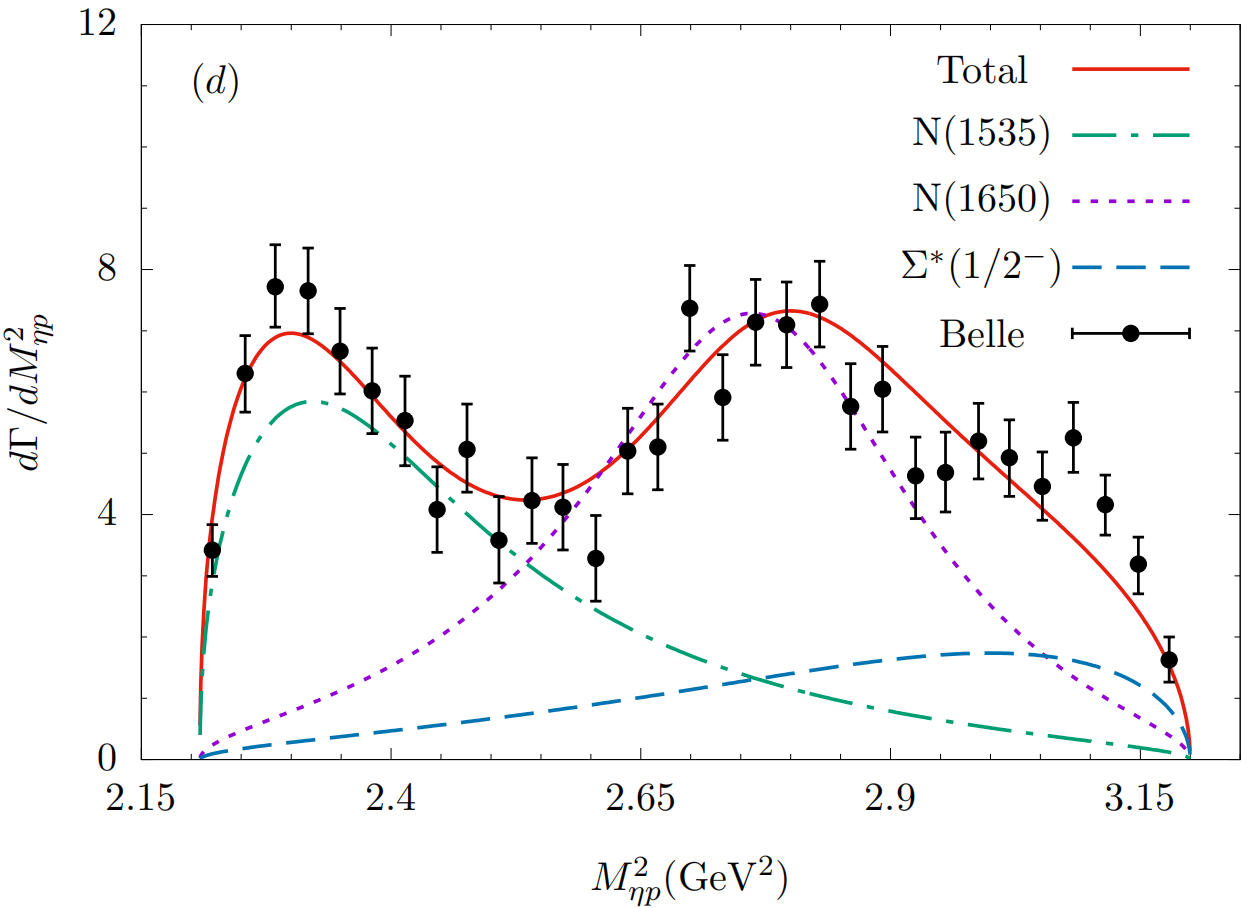 12
8
4
0
dΓ/dM²ηp
(d)
Total
N(1535)
N(1650)
Σ*(1/2⁻)
Belle
2.15 2.4 2.65 2.9 3.15
M²ηp(GeV²)